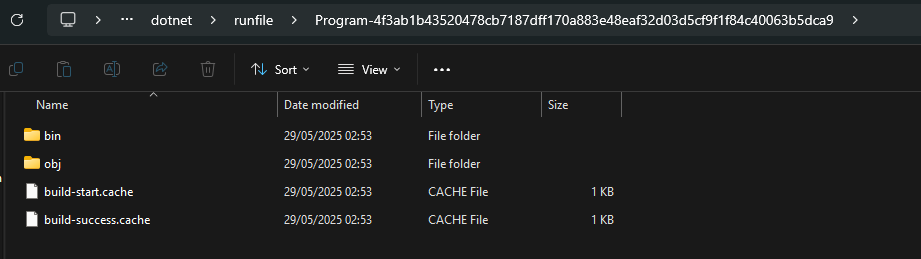 dotnet > runfile > Program-4f3ab1b43520478cb7187dff170a883e48eaf32d03d5cf9f1f84c40063b5dca9 >
Sort View
Name Date modified Type Size
bin 29/05/2025 02:53 File folder
obj 29/05/2025 02:53 File folder
build-start.cache 29/05/2025 02:53 CACHE File 1 KB
build-success.cache 29/05/2025 02:53 CACHE File 1 KB